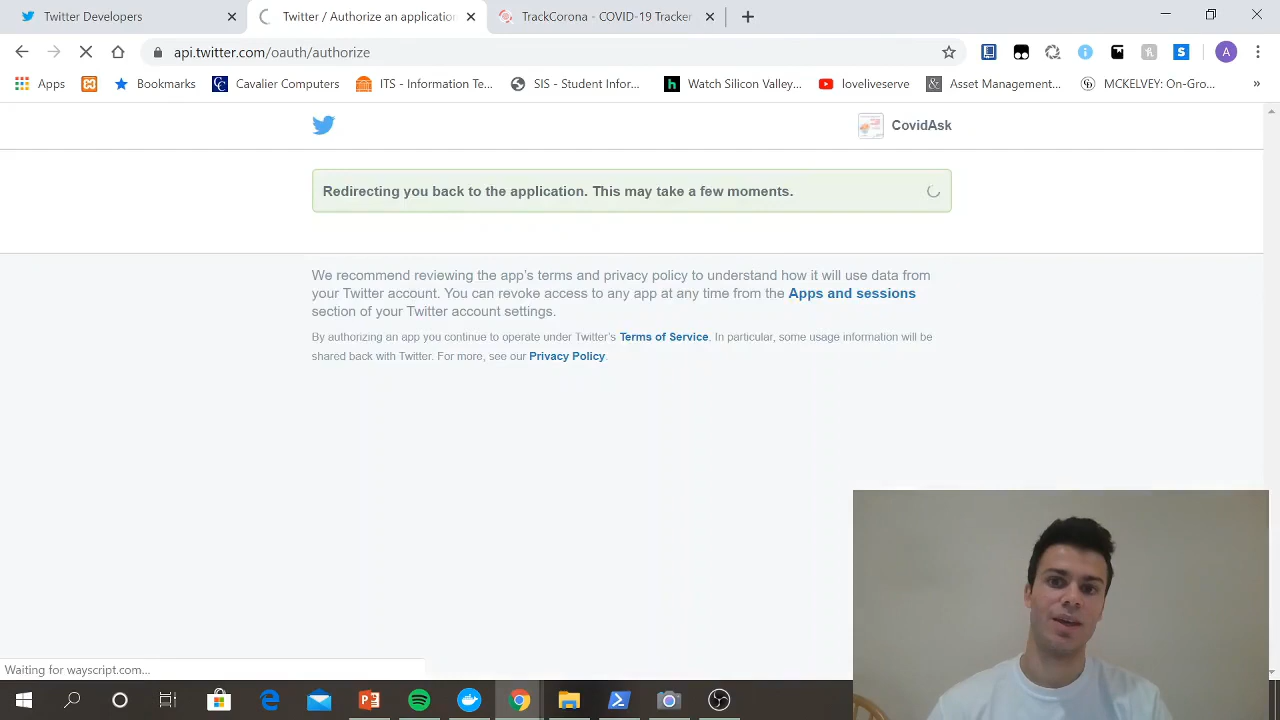 Twitter Developers
Twitter / Authorize an application
TrackCorona - COVID-19 Tracker
api.twitter.com/oauth/authorize
A
Apps
Bookmarks
Cavalier Computers
ITS - Information Te...
SIS - Student Infor...
Watch Silicon Valley...
loveliveserve
Asset Management...
MCKELVEY: On-Gro...
»
CovidAsk
Redirecting you back to the application. This may take a few moments.
We recommend reviewing the app's terms and privacy policy to understand how it will use data from
your Twitter account. You can revoke access to any app at any time from the Apps and sessions
section of your Twitter account settings.
By authorizing an app you continue to operate under Twitter's Terms of Service. In particular, some usage information will be
shared back with Twitter. For more, see our Privacy Policy.
Waiting for wayscript.com...